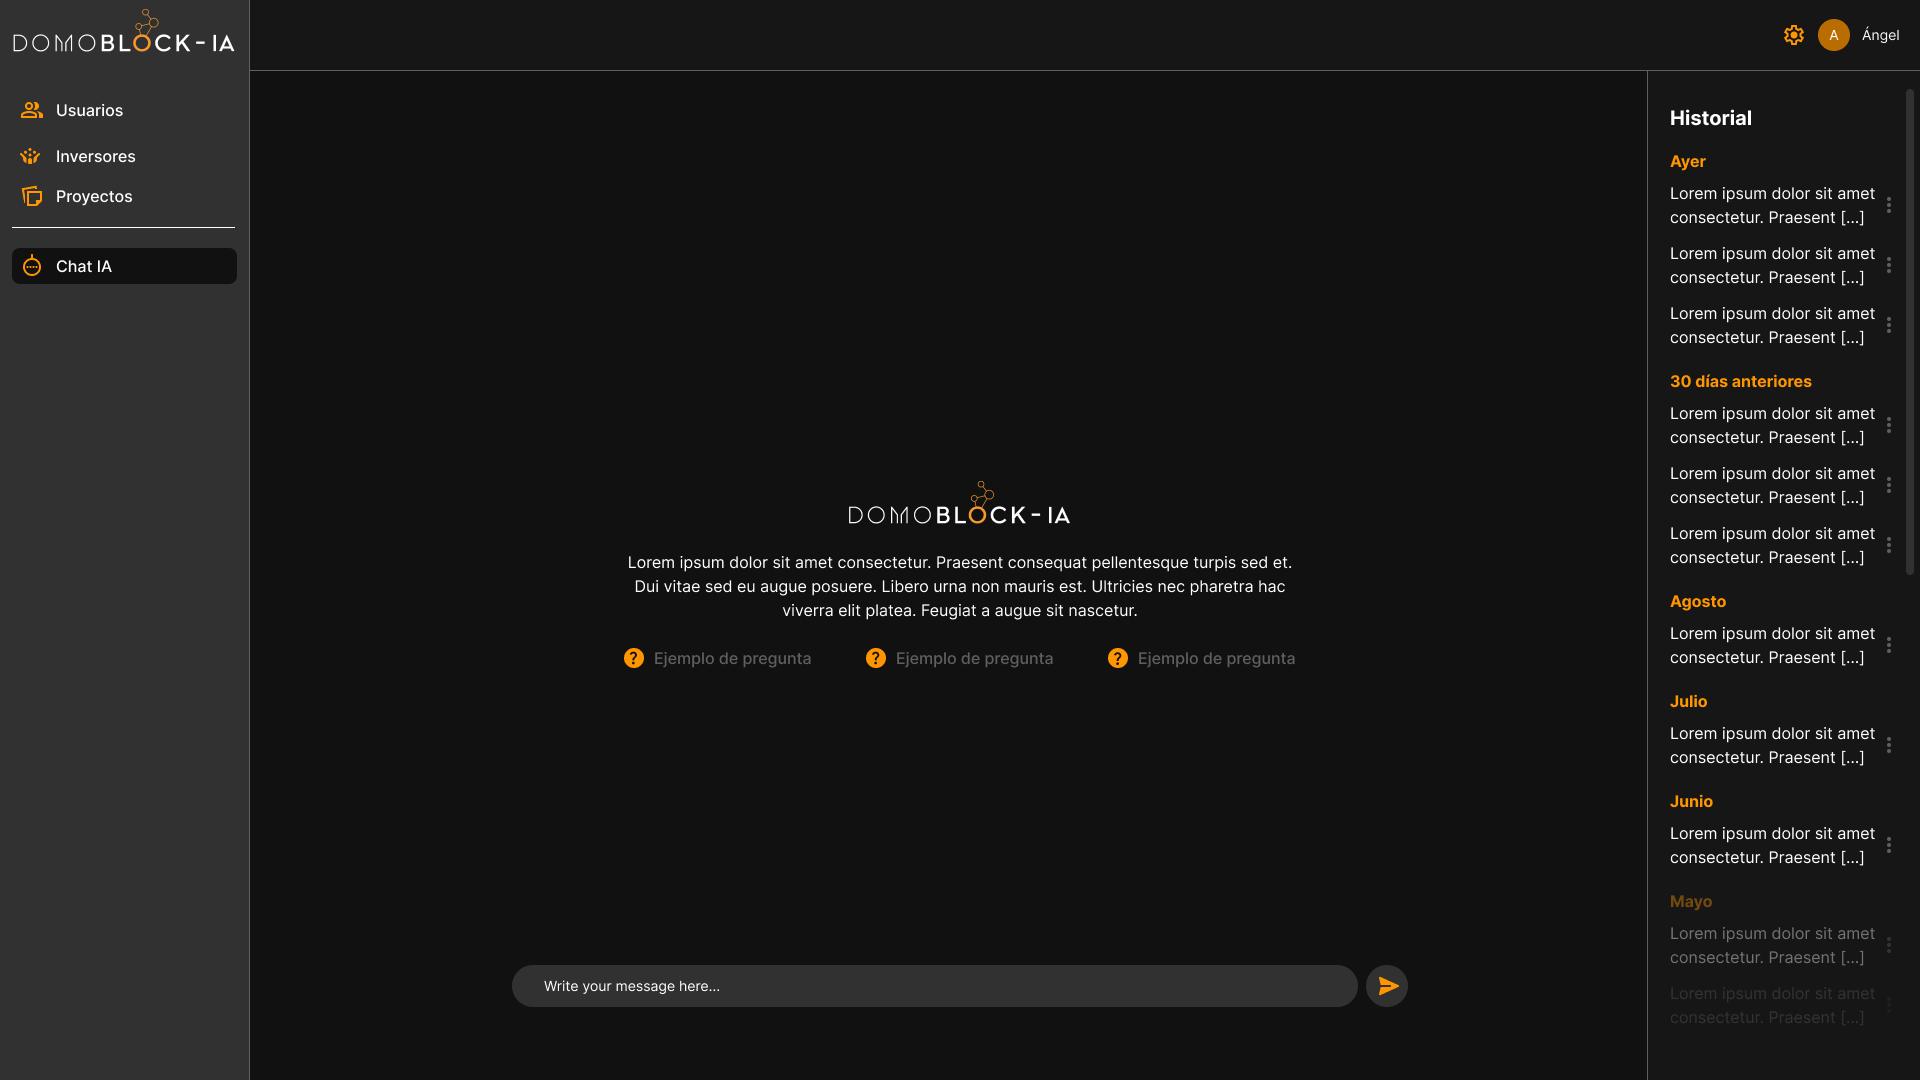 DOMOBLOCK-IA
Usuarios
Inversores
Proyectos
Chat IA
A
Ángel
DOMOBLOCK-IA
Lorem ipsum dolor sit amet consectetur. Praesent consequat pellentesque turpis sed et.
Dui vitae sed eu augue posuere. Libero urna non mauris est. Ultricies nec pharetra hac
viverra elit platea. Feugiat a augue sit nascetur.
? Ejemplo de pregunta
? Ejemplo de pregunta
? Ejemplo de pregunta
Write your message here...
Historial
Ayer
Lorem ipsum dolor sit amet
consectetur. Praesent [...]
Lorem ipsum dolor sit amet
consectetur. Praesent [...]
Lorem ipsum dolor sit amet
consectetur. Praesent [...]
30 días anteriores
Lorem ipsum dolor sit amet
consectetur. Praesent [...]
Lorem ipsum dolor sit amet
consectetur. Praesent [...]
Lorem ipsum dolor sit amet
consectetur. Praesent [...]
Agosto
Lorem ipsum dolor sit amet
consectetur. Praesent [...]
Julio
Lorem ipsum dolor sit amet
consectetur. Praesent [...]
Junio
Lorem ipsum dolor sit amet
consectetur. Praesent [...]
Mayo
Lorem ipsum dolor sit amet
consectetur. Praesent [...]
Lorem ipsum dolor sit amet
consectetur. Praesent [...]